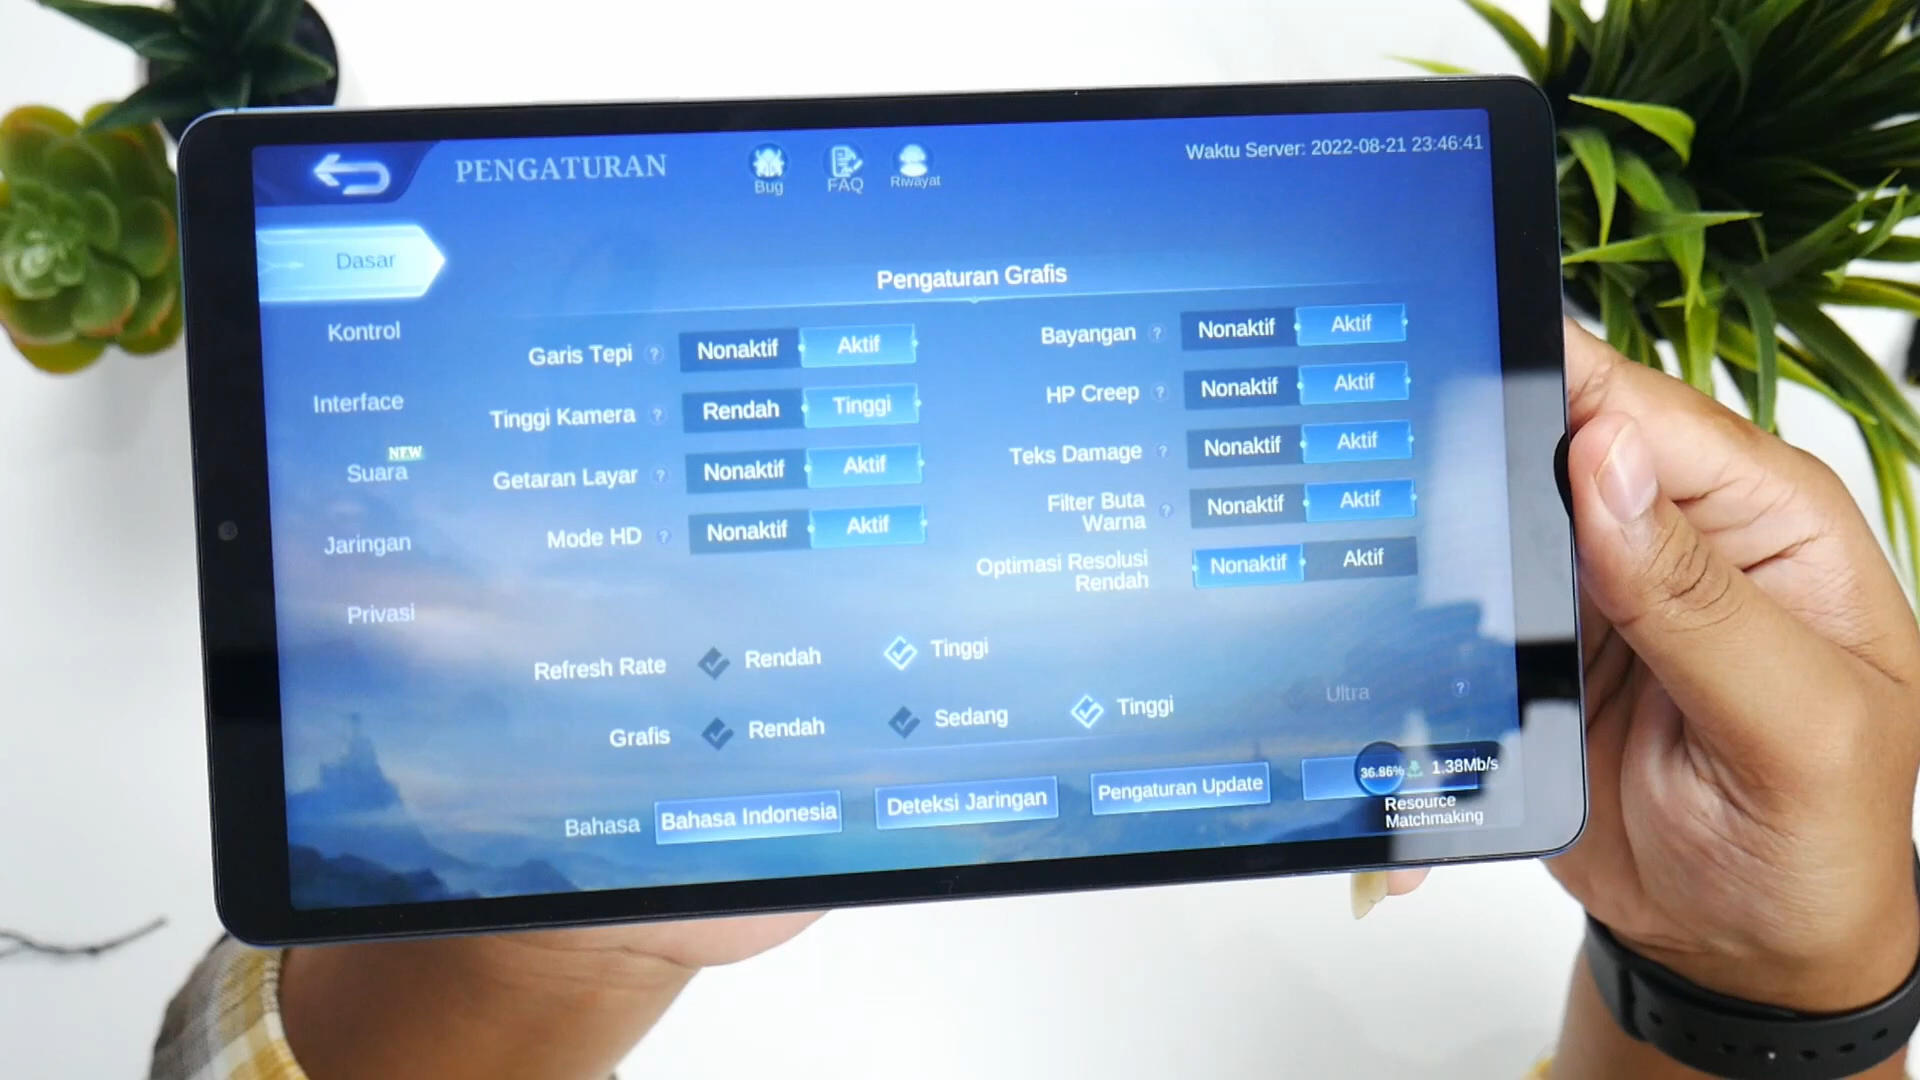 PENGATURAN
Bug
FAQ
Riwayat
Waktu Server: 2022-08-21 23:46:41
Dasar
Kontrol
Interface
NEW
Suara
Jaringan
Privasi
Pengaturan Grafis
Garis Tepi ? Nonaktif Aktif
Tinggi Kamera ? Rendah Tinggi
Getaran Layar ? Nonaktif Aktif
Mode HD ? Nonaktif Aktif
Bayangan ? Nonaktif Aktif
HP Creep ? Nonaktif Aktif
Teks Damage ? Nonaktif Aktif
Filter Buta
Warna ? Nonaktif Aktif
Optimasi Resolusi
Rendah Nonaktif Aktif
Refresh Rate Rendah Tinggi
Grafis Rendah Sedang Tinggi Ultra ?
Bahasa Bahasa Indonesia Deteksi Jaringan Pengaturan Update
36.86% 1.38Mb/s
Resource
Matchmaking